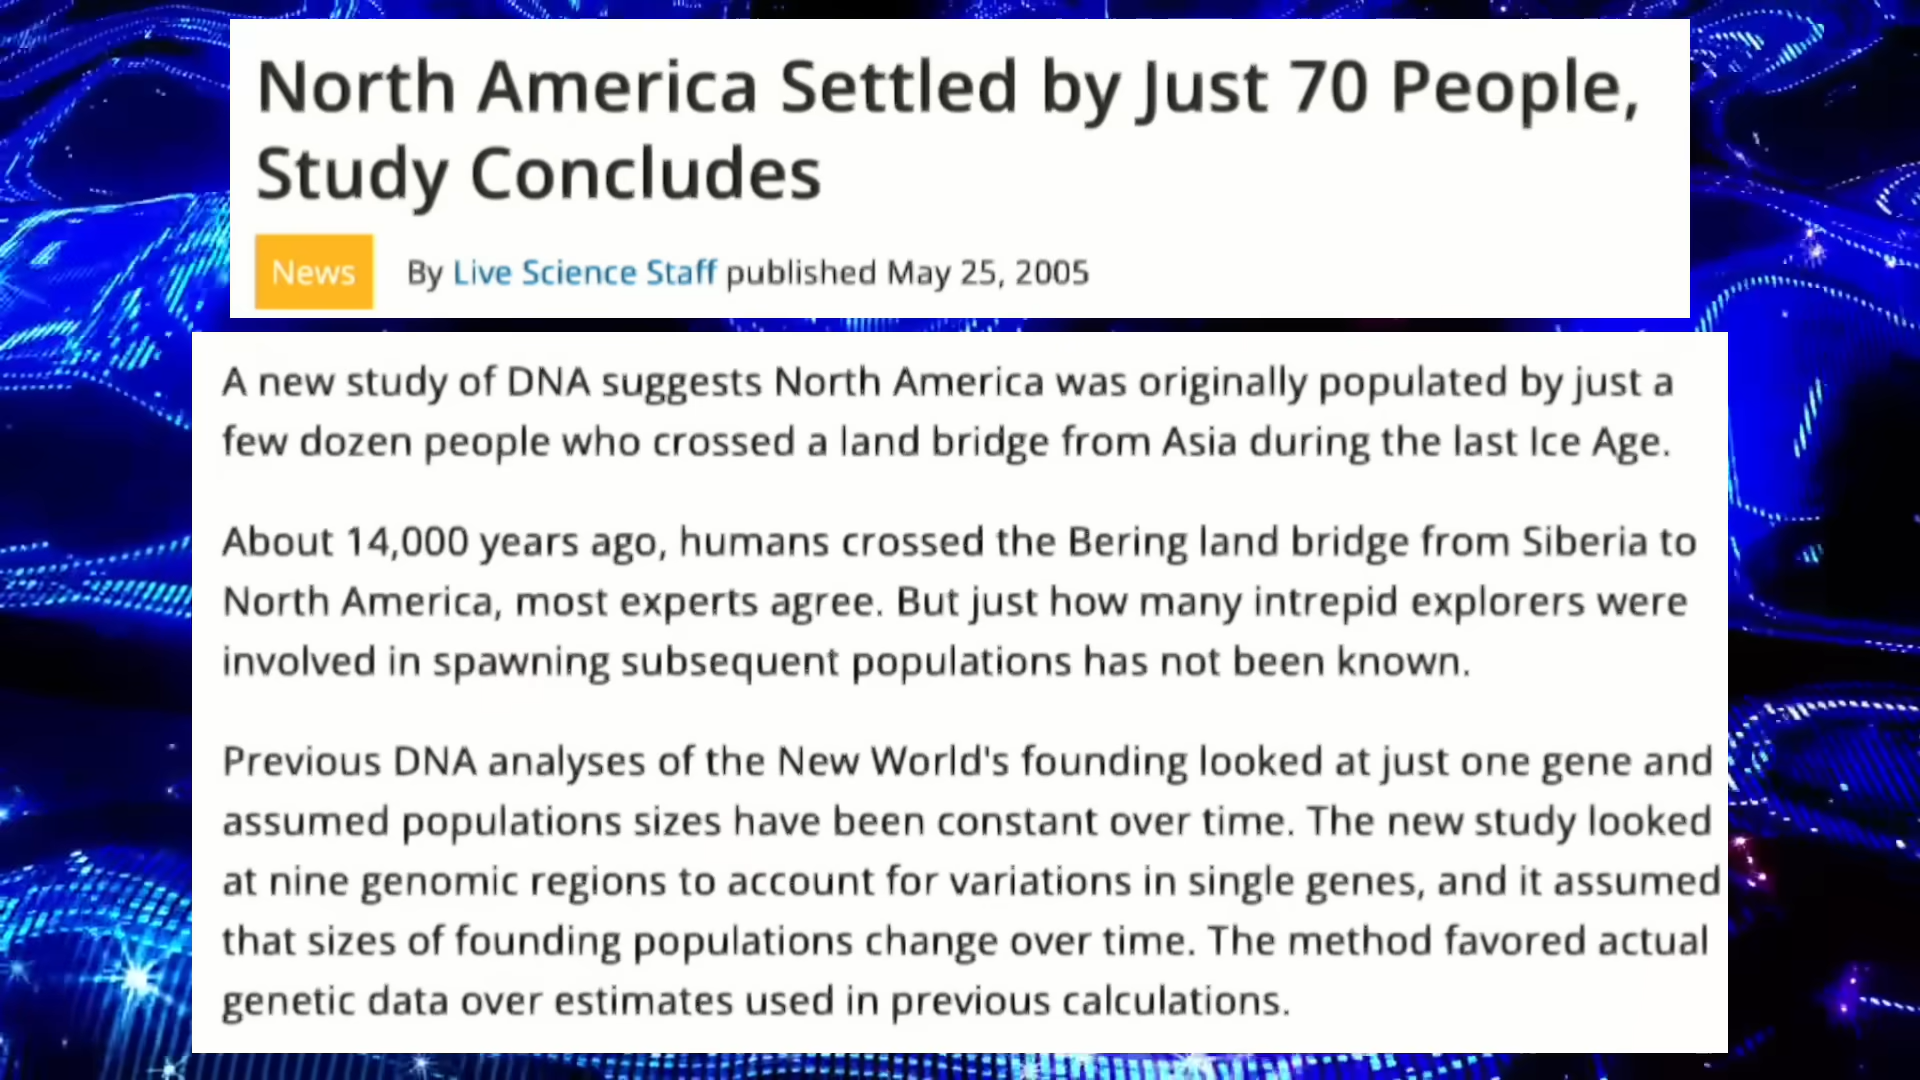 North America Settled by Just 70 People,
Study Concludes
News By Live Science Staff published May 25, 2005
A new study of DNA suggests North America was originally populated by just a
few dozen people who crossed a land bridge from Asia during the last Ice Age.
About 14,000 years ago, humans crossed the Bering land bridge from Siberia to
North America, most experts agree. But just how many intrepid explorers were
involved in spawning subsequent populations has not been known.
Previous DNA analyses of the New World's founding looked at just one gene and
assumed populations sizes have been constant over time. The new study looked
at nine genomic regions to account for variations in single genes, and it assumed
that sizes of founding populations change over time. The method favored actual
genetic data over estimates used in previous calculations.